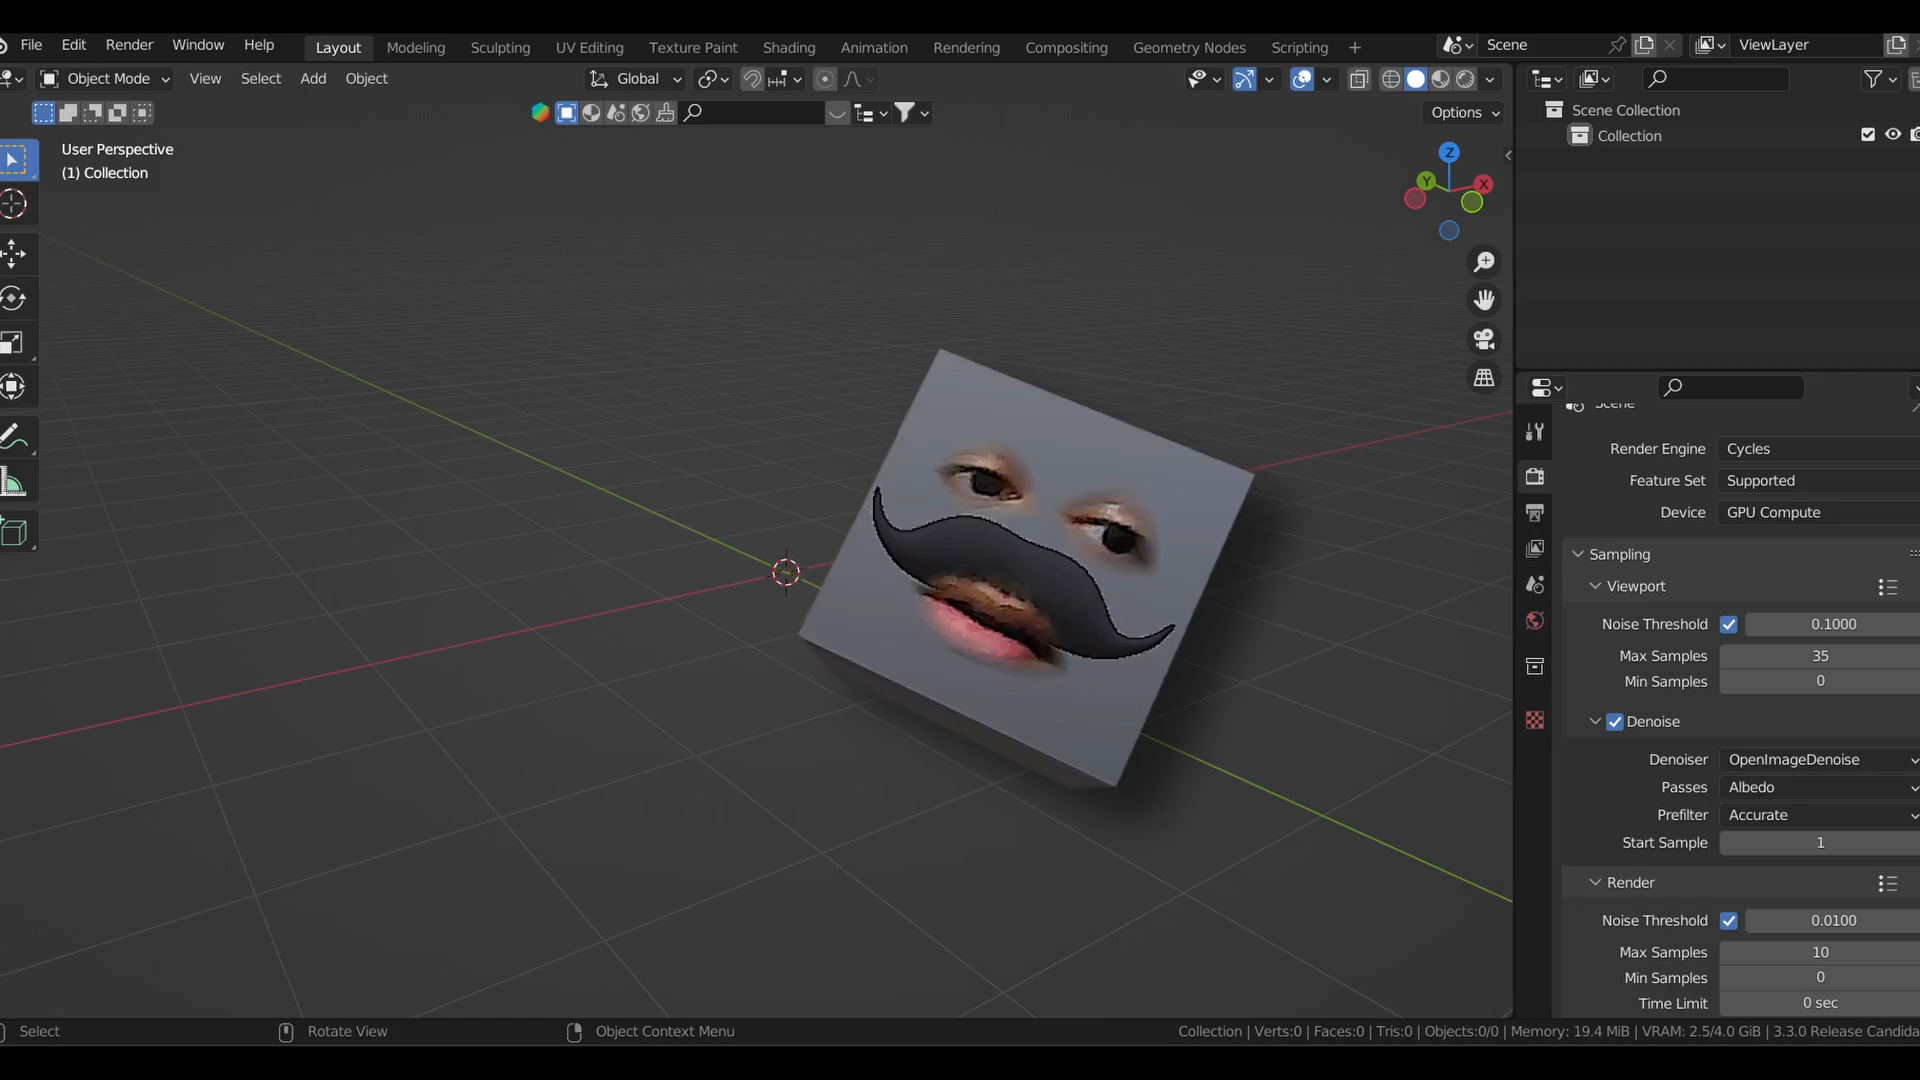 File Edit Render Window Help Layout Modeling Sculpting UV Editing Texture Paint Shading Animation Rendering Compositing Geometry Nodes Scripting + Scene ViewLayer
Object Mode View Select Add Object Global
Options
User Perspective
(1) Collection
Z
Y
X
Scene Collection
Collection
Scene
Render Engine Cycles
Feature Set Supported
Device GPU Compute
Sampling
Viewport
Noise Threshold 0.1000
Max Samples 35
Min Samples 0
Denoise
Denoiser OpenImageDenoise
Passes Albedo
Prefilter Accurate
Start Sample 1
Render
Noise Threshold 0.0100
Max Samples 10
Min Samples 0
Time Limit 0 sec
Select Rotate View Object Context Menu Collection | Verts:0 | Faces:0 | Tris:0 | Objects:0/0 | Memory: 19.4 MiB | VRAM: 2.5/4.0 GiB | 3.3.0 Release Candida